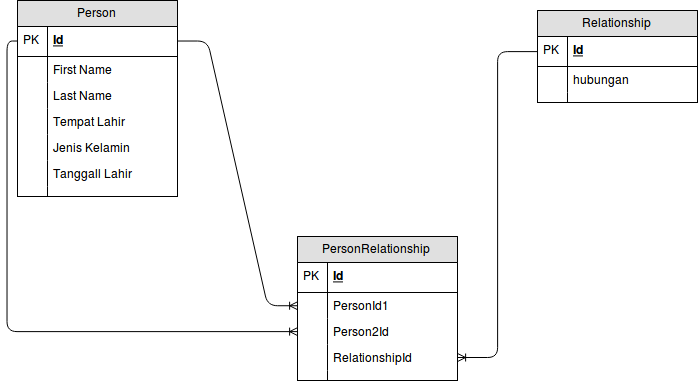 Person
PK Id
First Name
Last Name
Tempat Lahir
Jenis Kelamin
Tanggall Lahir
Relationship
PK Id
hubungan
PersonRelationship
PK Id
PersonId1
Person2Id
RelationshipId